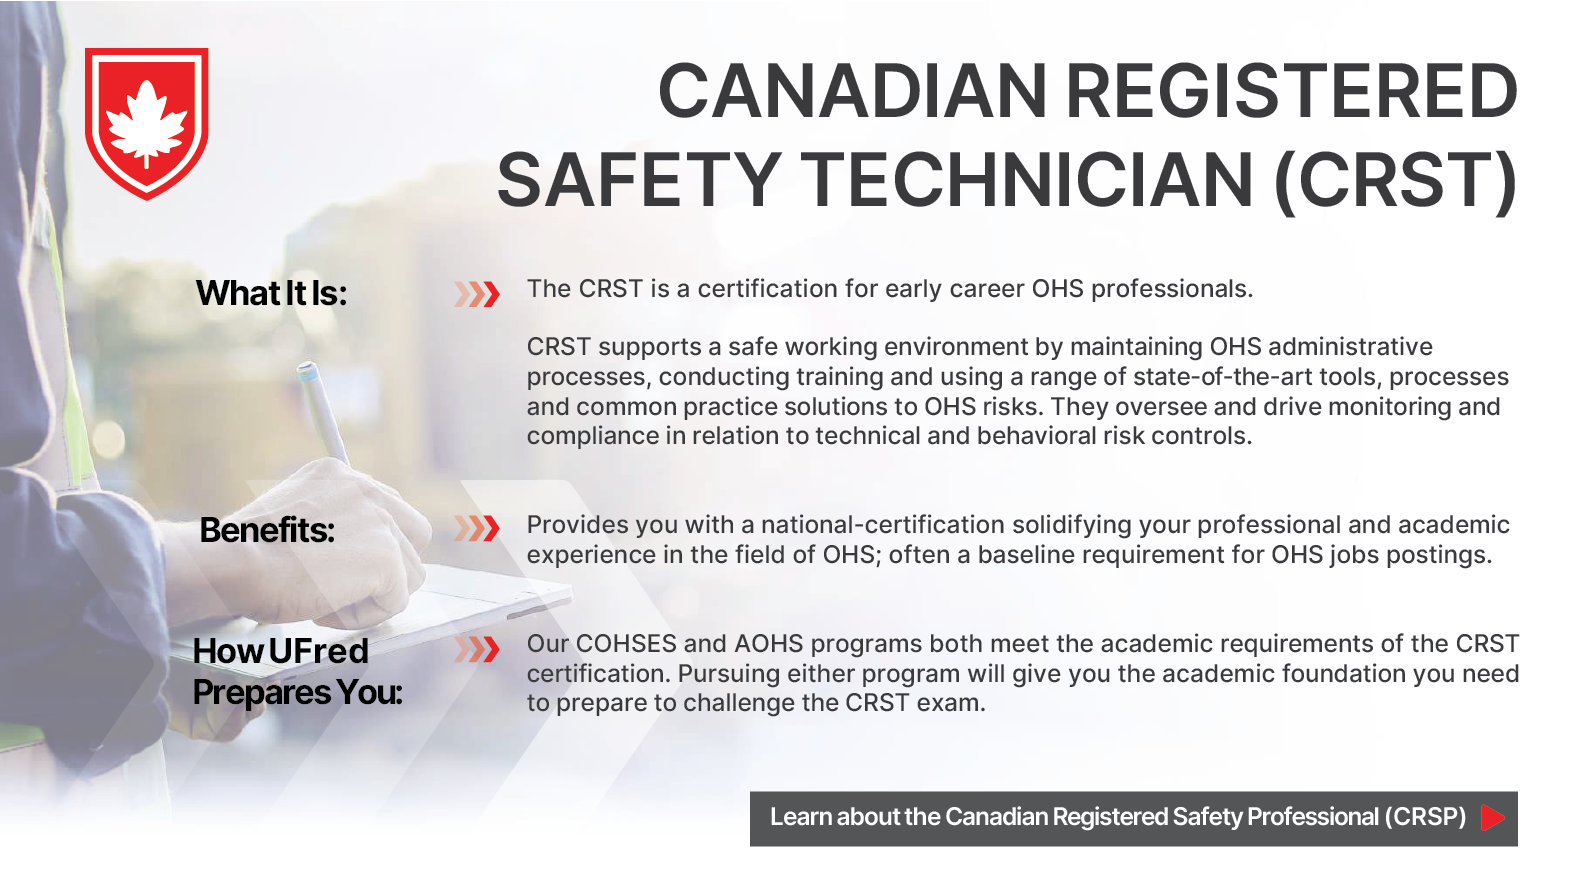 CANADIAN REGISTERED
SAFETY TECHNICIAN (CRST)
What It Is:
The CRST is a certification for early career OHS professionals.
CRST supports a safe working environment by maintaining OHS administrative
processes, conducting training and using a range of state-of-the-art tools, processes
and common practice solutions to OHS risks. They oversee and drive monitoring and
compliance in relation to technical and behavioral risk controls.
Benefits:
Provides you with a national-certification solidifying your professional and academic
experience in the field of OHS; often a baseline requirement for OHS jobs postings.
How UFred
Prepares You:
Our COHSES and AOHS programs both meet the academic requirements of the CRST
certification. Pursuing either program will give you the academic foundation you need
to prepare to challenge the CRST exam.
Learn about the Canadian Registered Safety Professional (CRSP)